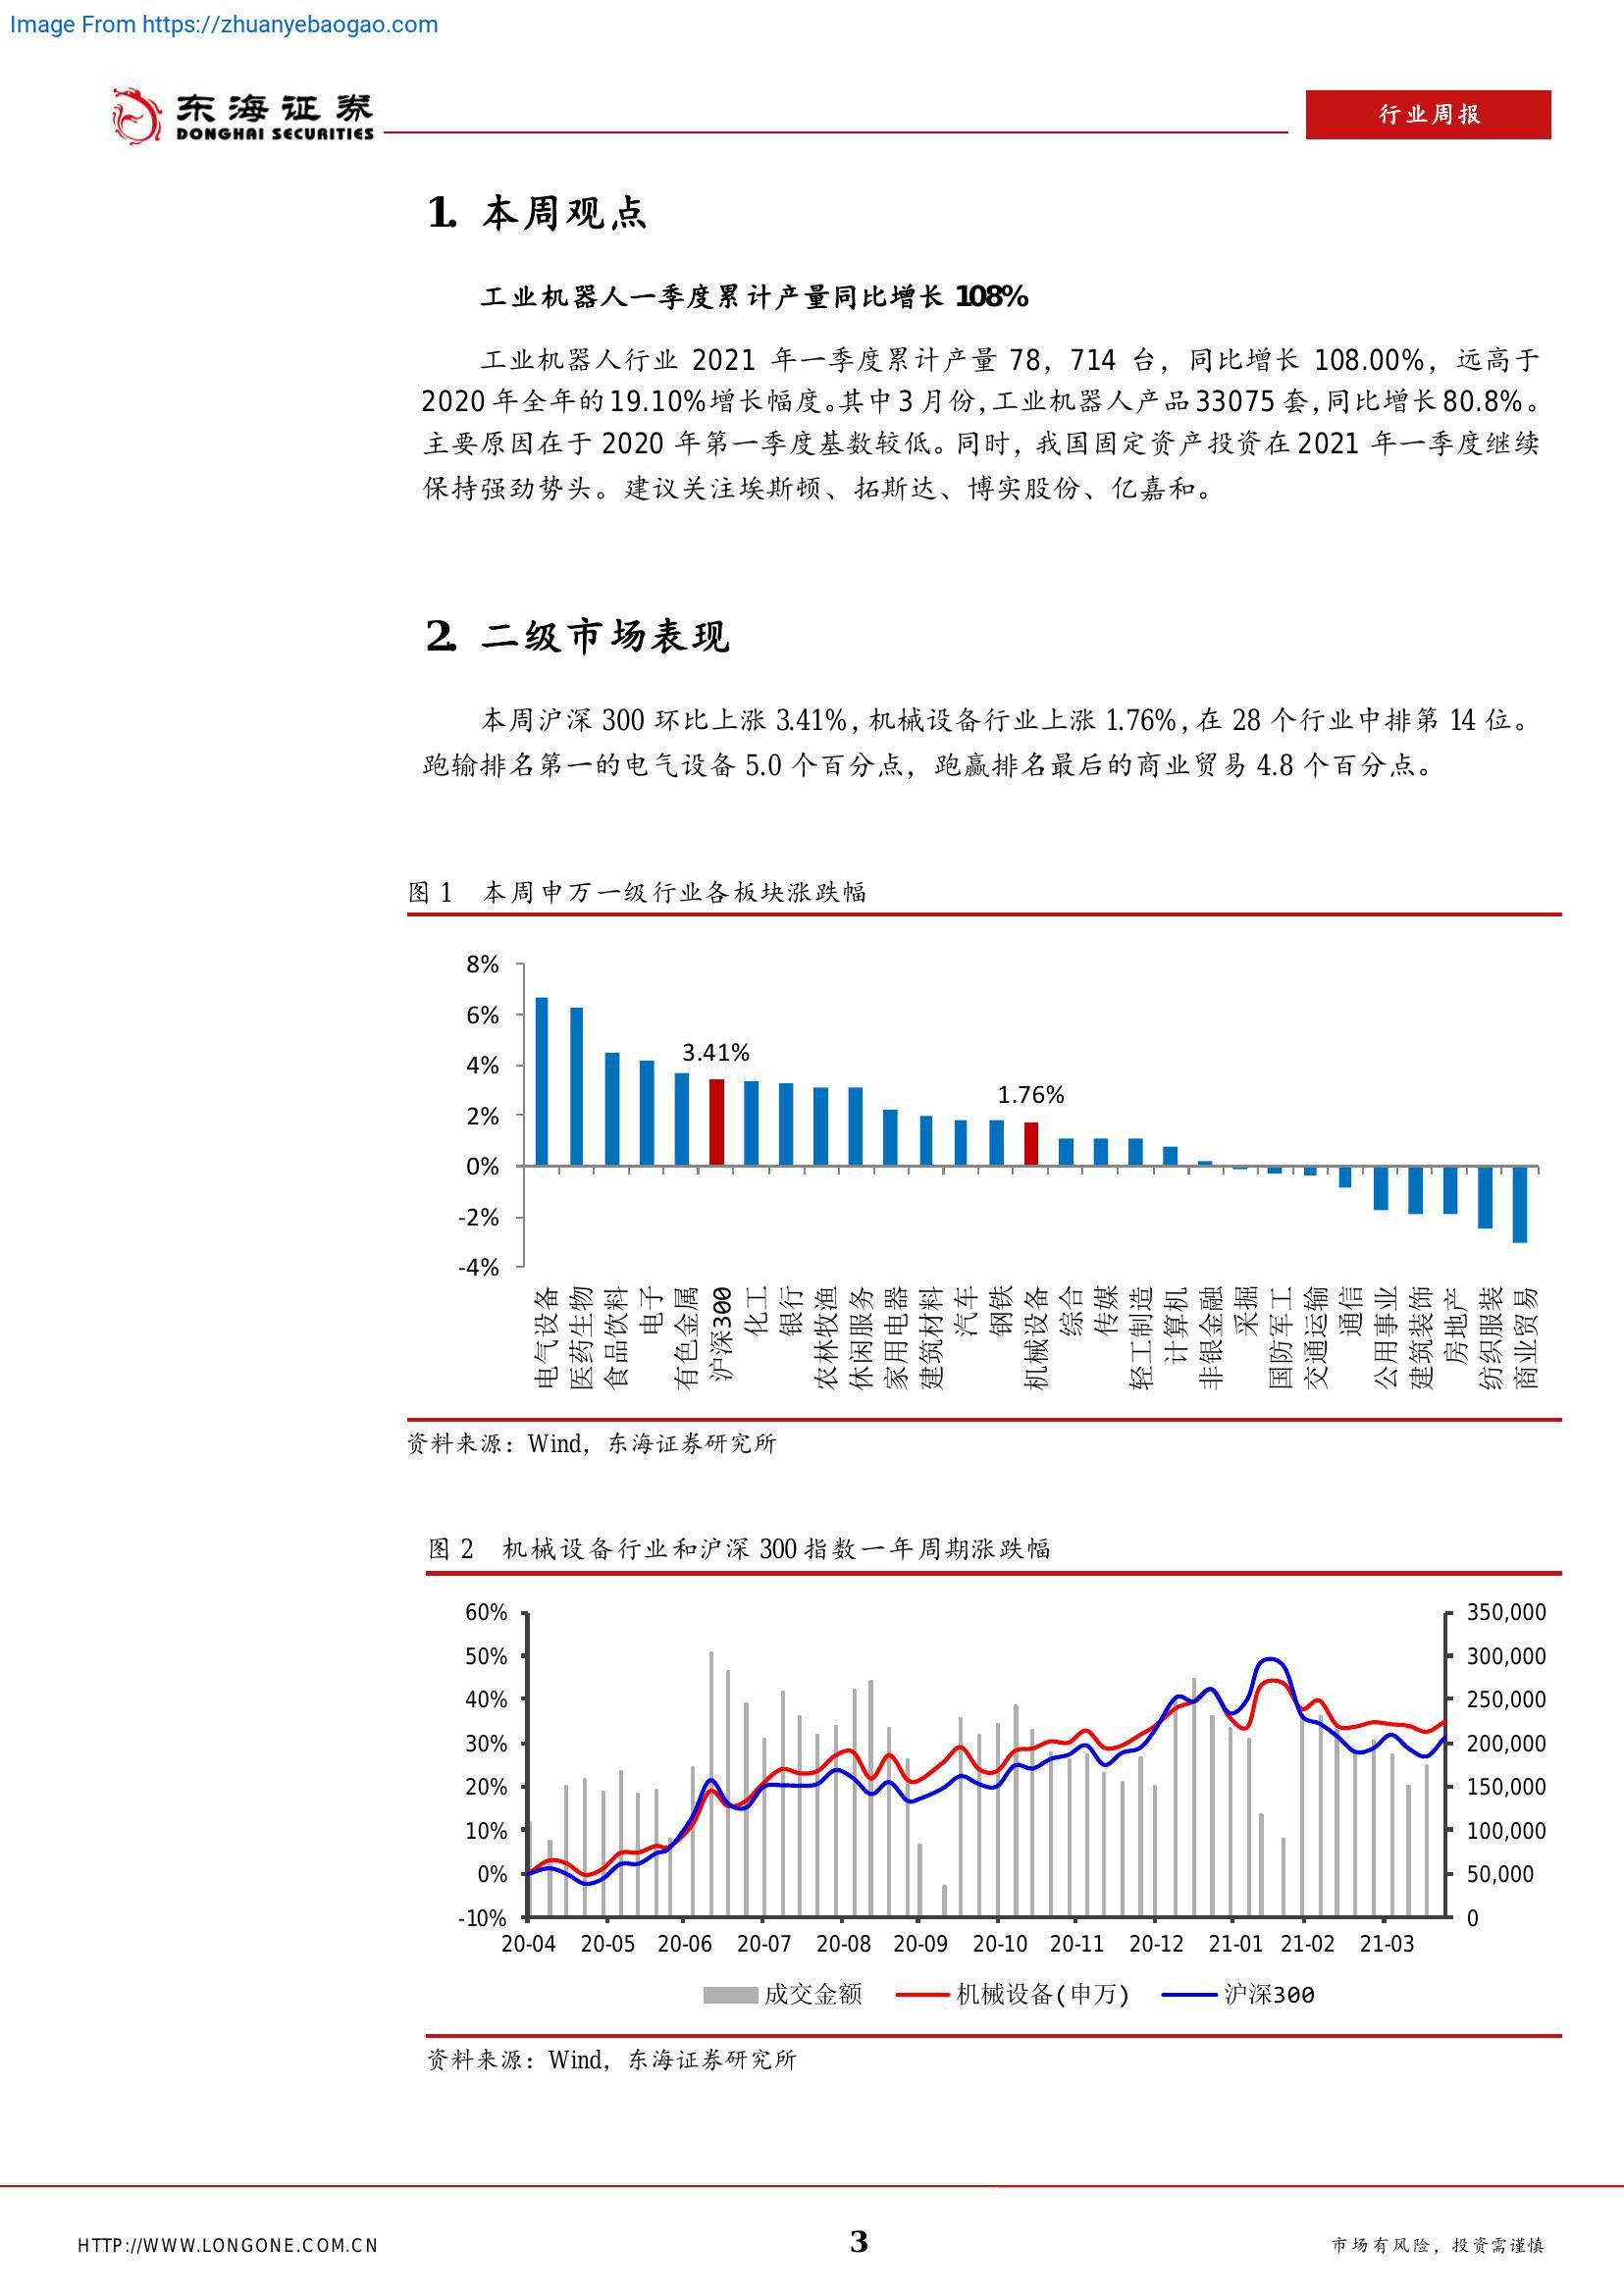 Image From https://zhuanyebaogao.com
东海证券
DONGHAI SECURITIES
行业周报
1. 本周观点
工业机器人一季度累计产量同比增长 108%
工业机器人行业 2021 年一季度累计产量 78，714 台，同比增长 108.00%，远高于
2020 年全年的 19.10%增长幅度。其中 3 月份，工业机器人产品 33075 套，同比增长 80.8%。
主要原因在于 2020 年第一季度基数较低。同时，我国固定资产投资在 2021 年一季度继续
保持强劲势头。建议关注埃斯顿、拓斯达、博实股份、亿嘉和。
2. 二级市场表现
本周沪深 300 环比上涨 3.41%，机械设备行业上涨 1.76%，在 28 个行业中排第 14 位。
跑输排名第一的电气设备 5.0 个百分点，跑赢排名最后的商业贸易 4.8 个百分点。
图 1 本周申万一级行业各板块涨跌幅
8%
6%
4%
2%
0%
-2%
-4%
3.41%
1.76%
电气设备
医药生物
食品饮料
电子
有色金属
沪深300
化工
银行
农林牧渔
休闲服务
家用电器
建筑材料
汽车
钢铁
机械设备
综合
传媒
轻工制造
计算机
非银金融
采掘
国防军工
交通运输
通信
公用事业
建筑装饰
房地产
纺织服装
商业贸易
资料来源：Wind，东海证券研究所
图 2 机械设备行业和沪深 300 指数一年周期涨跌幅
60%
50%
40%
30%
20%
10%
0%
-10%
350,000
300,000
250,000
200,000
150,000
100,000
50,000
0
20-04 20-05 20-06 20-07 20-08 20-09 20-10 20-11 20-12 21-01 21-02 21-03
成交金额 机械设备(申万) 沪深300
资料来源：Wind，东海证券研究所
HTTP://WWW.LONGONE.COM.CN
3
市场有风险，投资需谨慎